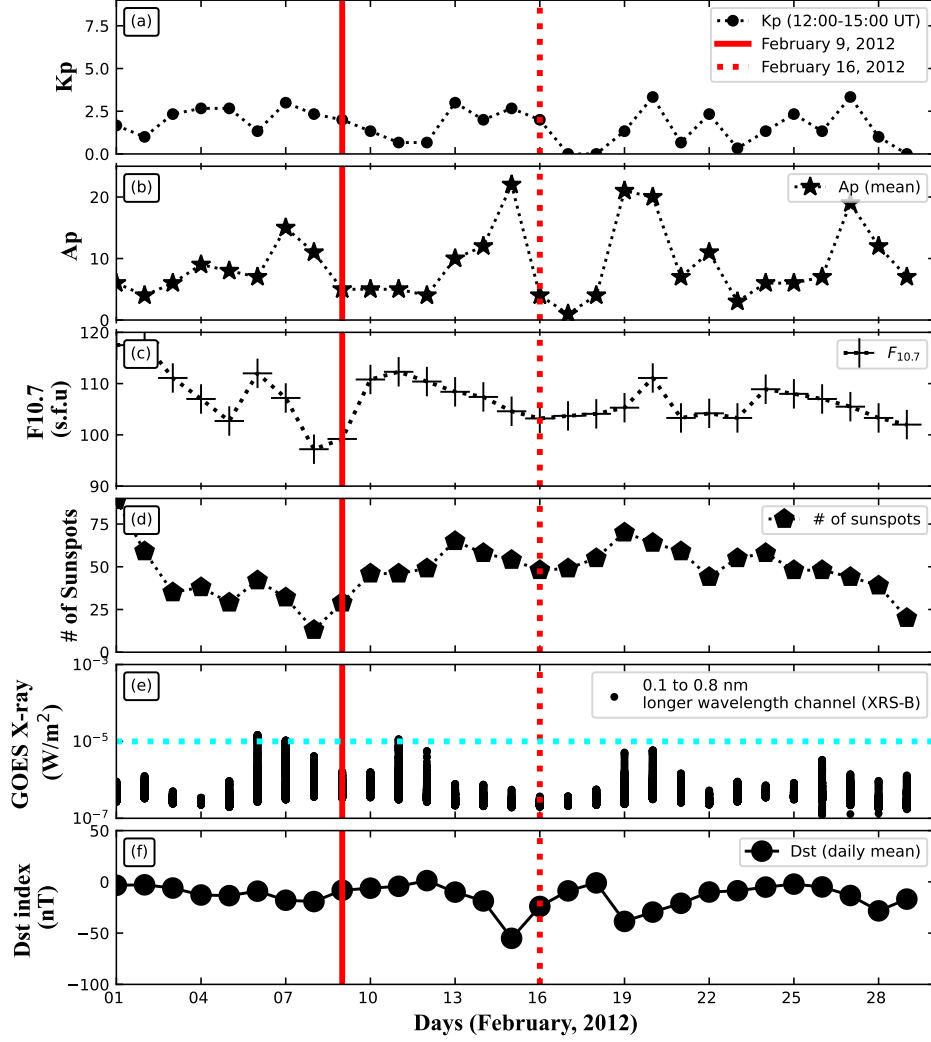 (a)
Kp (12:00-15:00 UT)
February 9, 2012
February 16, 2012
Kp
7.5
5.0
2.5
0.0
(b)
Ap (mean)
Ap
20
10
0
(c)
F10.7
F10.7
(s.f.u)
120
110
100
90
(d)
# of sunspots
# of Sunspots
75
50
25
0
(e)
0.1 to 0.8 nm
longer wavelength channel (XRS-B)
GOES X-ray
(W/m²)
10⁻³
10⁻⁵
10⁻⁷
(f)
Dst (daily mean)
Dst index
(nT)
50
0
−50
−100
01 04 07 10 13 16 19 22 25 28
Days (February, 2012)